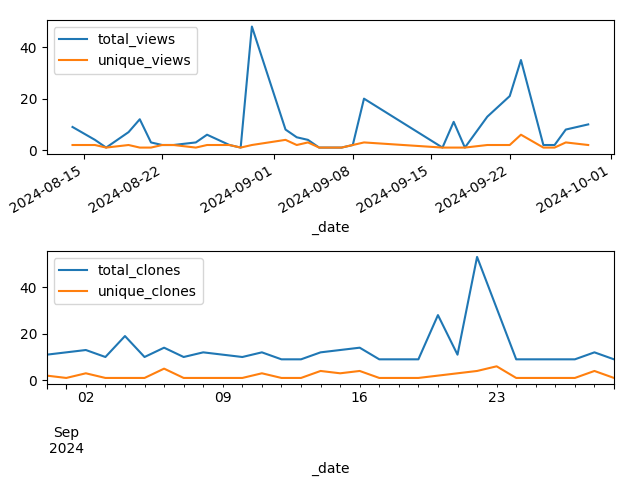 total_views
unique_views
40
20
0
2024-08-15
2024-08-22
2024-09-01
2024-09-08
2024-09-15
2024-09-22
2024-10-01
_date
total_clones
unique_clones
40
20
0
02
09
16
23
Sep
2024
_date